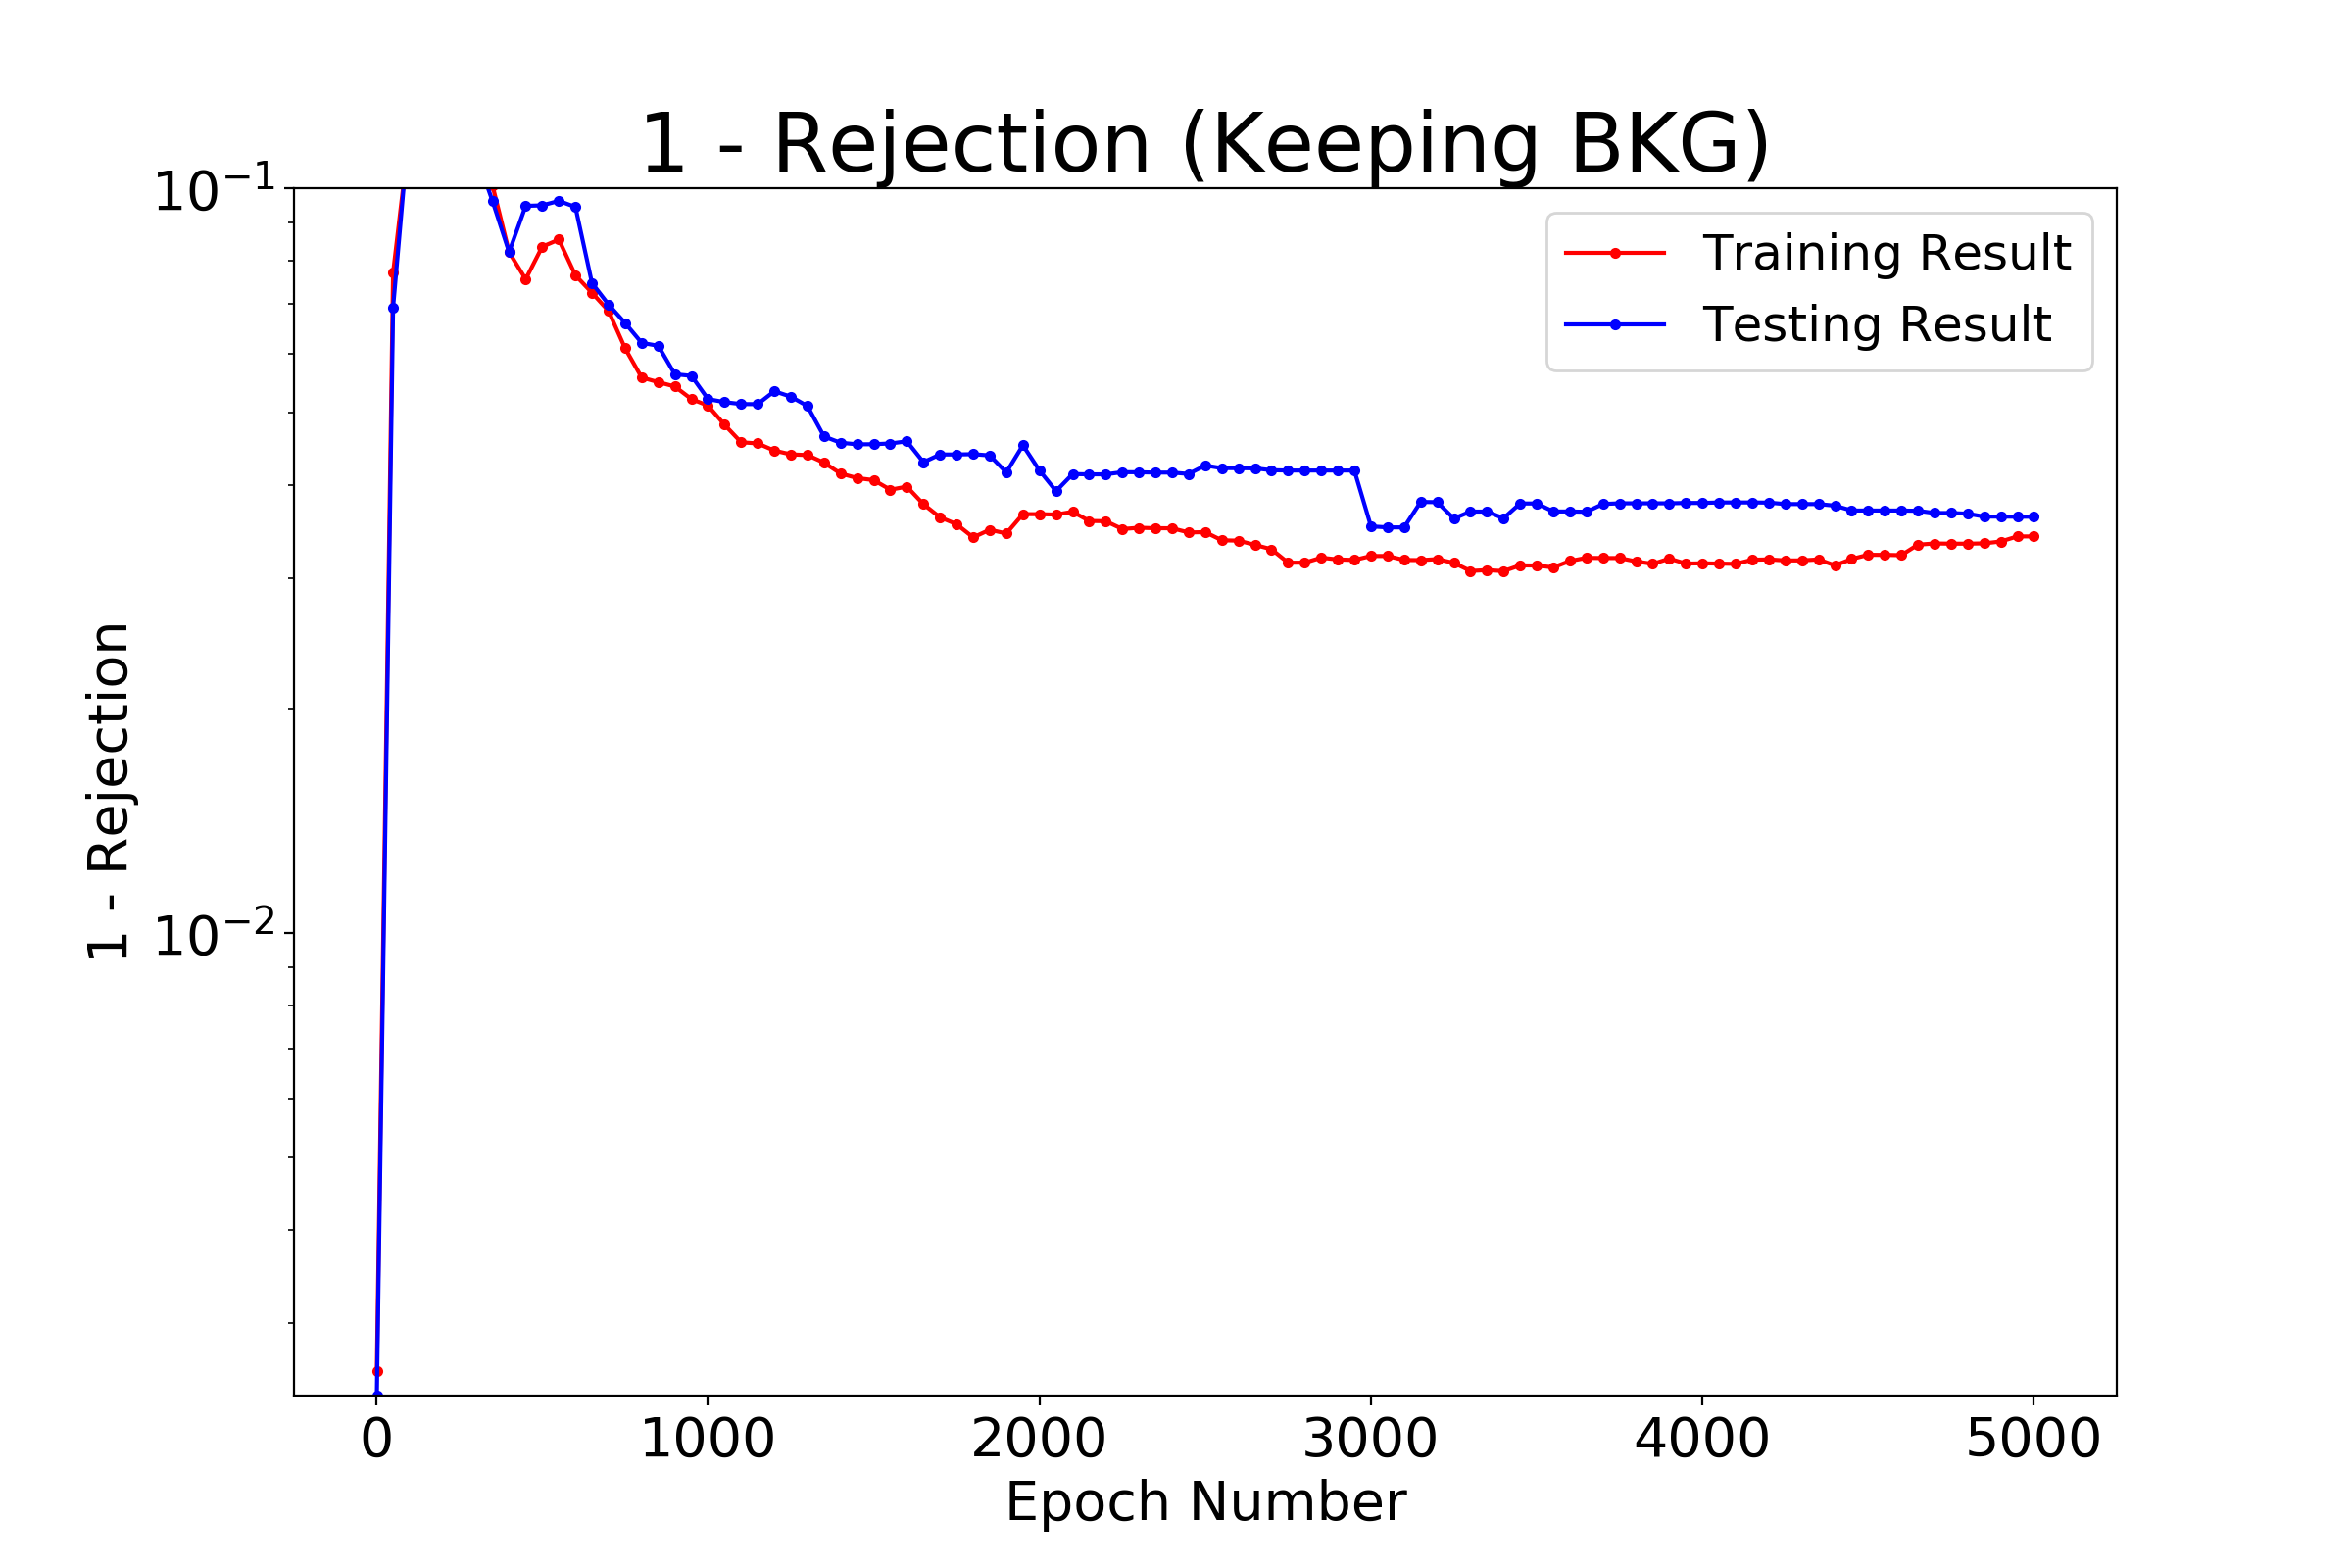 1 - Rejection (Keeping BKG)
10⁻¹
Training Result
Testing Result
1 - Rejection
10⁻²
0 1000 2000 3000 4000 5000
Epoch Number